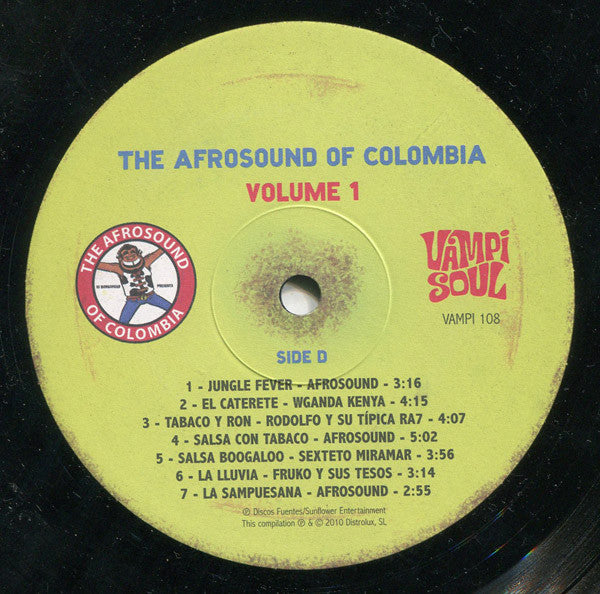 THE AFROSOUND OF COLOMBIA
VOLUME 1
THE AFROSOUND
OF COLOMBIA
VAMPI
SOUL
VAMPI 108
SIDE D
1 - JUNGLE FEVER - AFROSOUND - 3:16
2 - EL CATERETE - WGANDA KENYA - 4:15
3 - TABACO Y RON - RODOLFO Y SU TÍPICA RA7 - 4:07
4 - SALSA CON TABACO - AFROSOUND - 5:02
5 - SALSA BOOGALOO - SEXTETO MIRAMAR - 3:56
6 - LA LLUVIA - FRUKO Y SUS TESOS - 3:14
7 - LA SAMPUESANA - AFROSOUND - 2:55
℗ Discos Fuentes/Sunflower Entertainment
This compilation ℗ & © 2010 Distrolux, SL